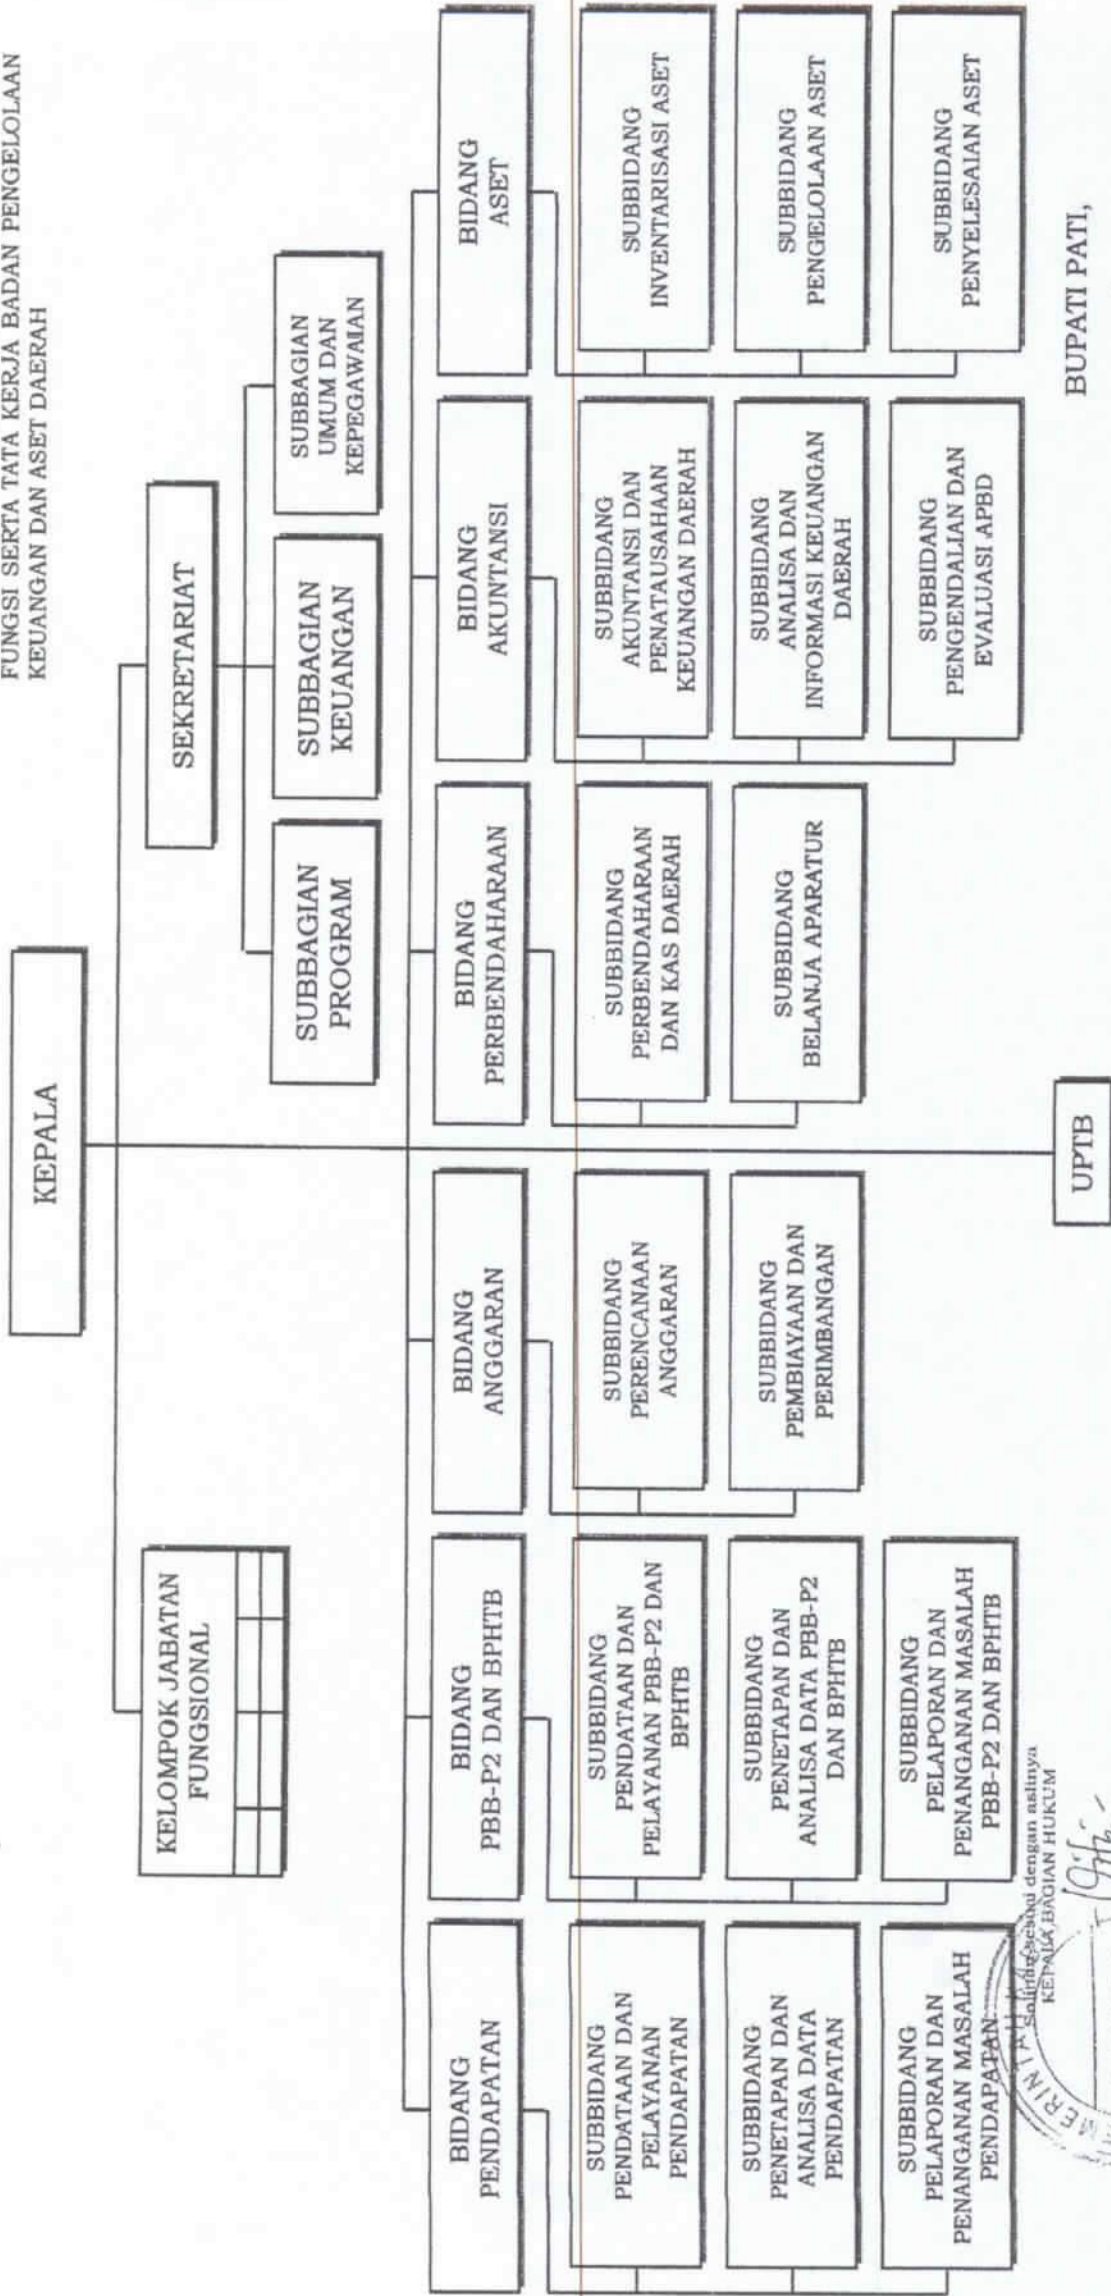 FUNGSI SERTA TATA KERJA BADAN PENGELOLAAN
KEUANGAN DAN ASET DAERAH
KEPALA
KELOMPOK JABATAN
FUNGSIONAL
SEKRETARIAT
SUBBAGIAN
PROGRAM
SUBBAGIAN
KEUANGAN
SUBBAGIAN
UMUM DAN
KEPEGAWAIAN
BIDANG
PENDAPATAN
SUBBIDANG
PENDATAAN DAN
PELAYANAN
PENDAPATAN
SUBBIDANG
PENETAPAN DAN
ANALISA DATA
PENDAPATAN
SUBBIDANG
PELAPORAN DAN
PENANGANAN MASALAH
PENDAPATAN
BIDANG
PBB-P2 DAN BPHTB
SUBBIDANG
PENDATAAN DAN
PELAYANAN PBB-P2 DAN
BPHTB
SUBBIDANG
PENETAPAN DAN
ANALISA DATA PBB-P2
DAN BPHTB
SUBBIDANG
PELAPORAN DAN
PENANGANAN MASALAH
PBB-P2 DAN BPHTB
BIDANG
ANGGARAN
SUBBIDANG
PERENCANAAN
ANGGARAN
SUBBIDANG
PEMBIAYAAN DAN
PERIMBANGAN
BIDANG
PERBENDAHARAAN
SUBBIDANG
PERBENDAHARAAN
DAN KAS DAERAH
SUBBIDANG
BELANJA APARATUR
BIDANG
AKUNTANSI
SUBBIDANG
AKUNTANSI DAN
PENATAUSAHAAN
KEUANGAN DAERAH
SUBBIDANG
ANALISA DAN
INFORMASI KEUANGAN
DAERAH
SUBBIDANG
PENGENDALIAN DAN
EVALUASI APBD
BIDANG
ASET
SUBBIDANG
INVENTARISASI ASET
SUBBIDANG
PENGELOLAAN ASET
SUBBIDANG
PENYELESAIAN ASET
UPTB
BUPATI PATI,
Salinan sesuai dengan aslinya
KEPALA BAGIAN HUKUM